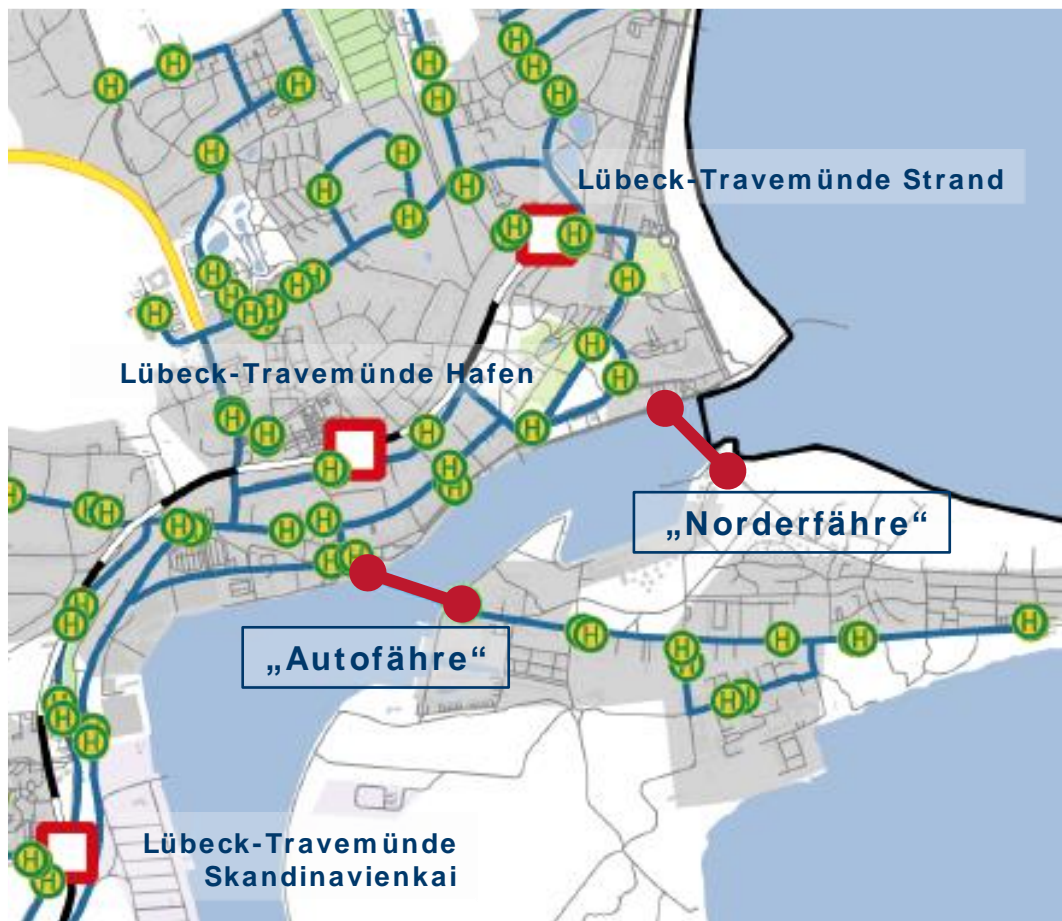 Lübeck-Travemünde Strand
Lübeck-Travemünde Hafen
„Norderfähre“
„Autofähre“
Lübeck-Travemünde
Skandinavienkai